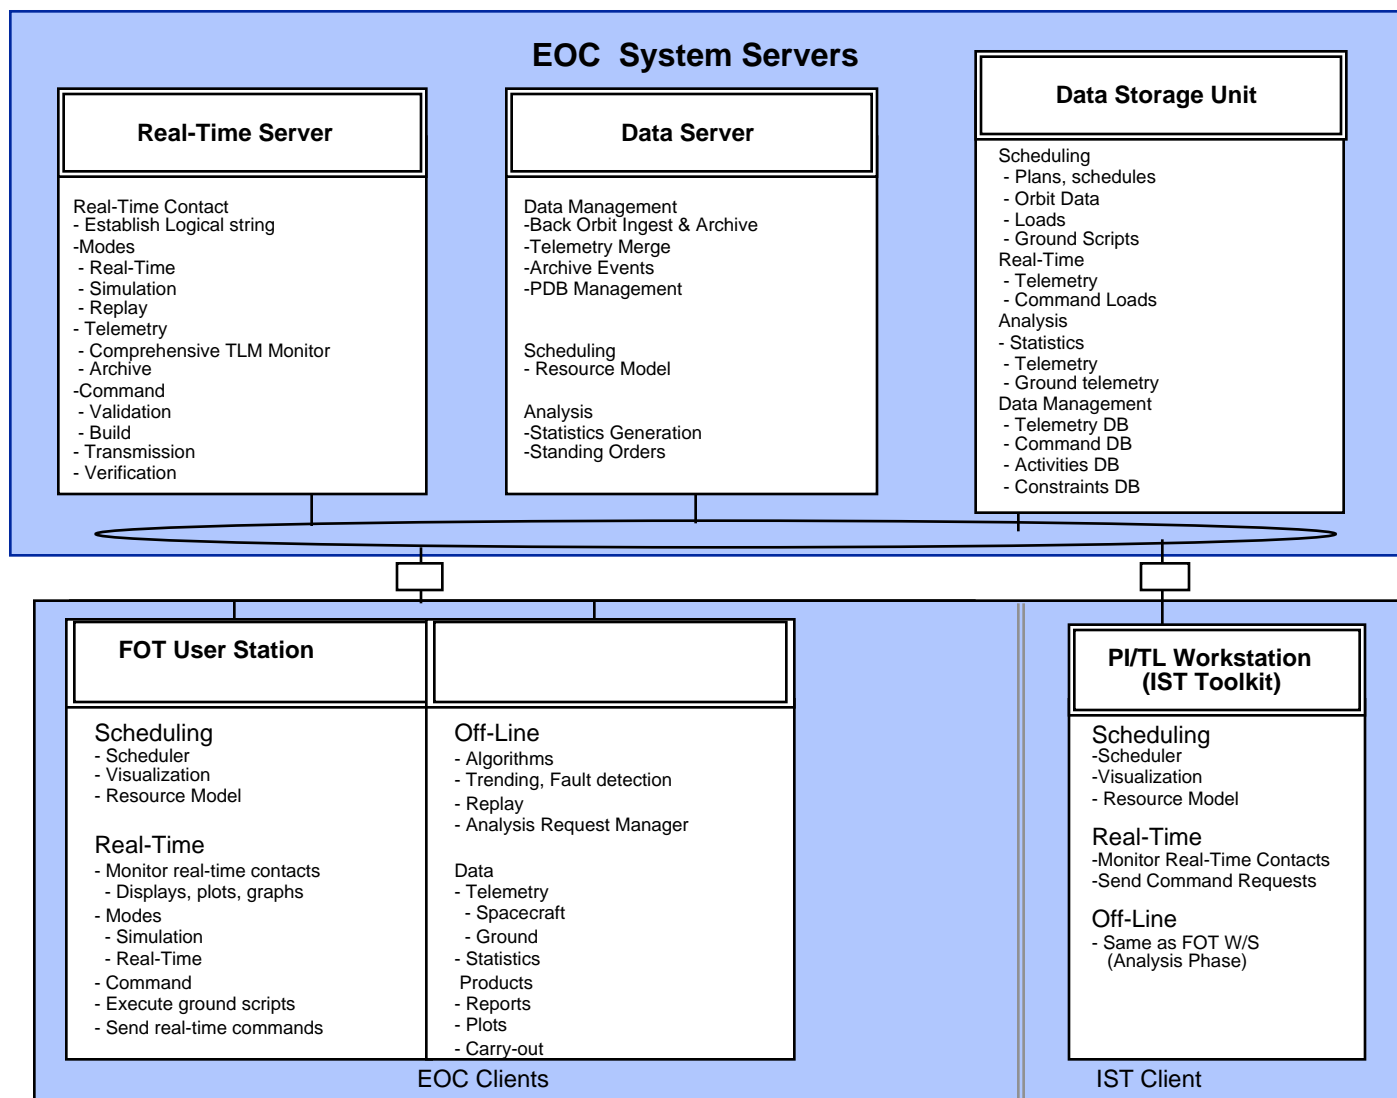 EOC  System Servers
Real-Time Server
Real-Time Contact
- Establish Logical string
-Modes
- Real-Time
- Simulation
- Replay
- Telemetry
- Comprehensive TLM Monitor
- Archive
-Command
- Validation
- Build
- Transmission
- Verification
Data Server
Data Management
-Back Orbit Ingest & Archive
-Telemetry Merge
-Archive Events
-PDB Management
Scheduling
- Resource Model
Analysis
-Statistics Generation
-Standing Orders
Data Storage Unit
Scheduling
- Plans, schedules
- Orbit Data
- Loads
- Ground Scripts
Real-Time
- Telemetry
- Command Loads
Analysis
- Statistics
- Telemetry
- Ground telemetry
Data Management
- Telemetry DB
- Command DB
- Activities DB
- Constraints DB
FOT User Station
Scheduling
- Scheduler
- Visualization
- Resource Model
Real-Time
- Monitor real-time contacts
- Displays, plots, graphs
- Modes
- Simulation
- Real-Time
- Command
- Execute ground scripts
- Send real-time commands
Off-Line
- Algorithms
- Trending, Fault detection
- Replay
- Analysis Request Manager
Data
- Telemetry
- Spacecraft
- Ground
- Statistics
Products
- Reports
- Plots
- Carry-out
EOC Clients
PI/TL Workstation
(IST Toolkit)
Scheduling
-Scheduler
-Visualization
- Resource Model
Real-Time
-Monitor Real-Time Contacts
-Send Command Requests
Off-Line
- Same as FOT W/S
(Analysis Phase)
IST Client